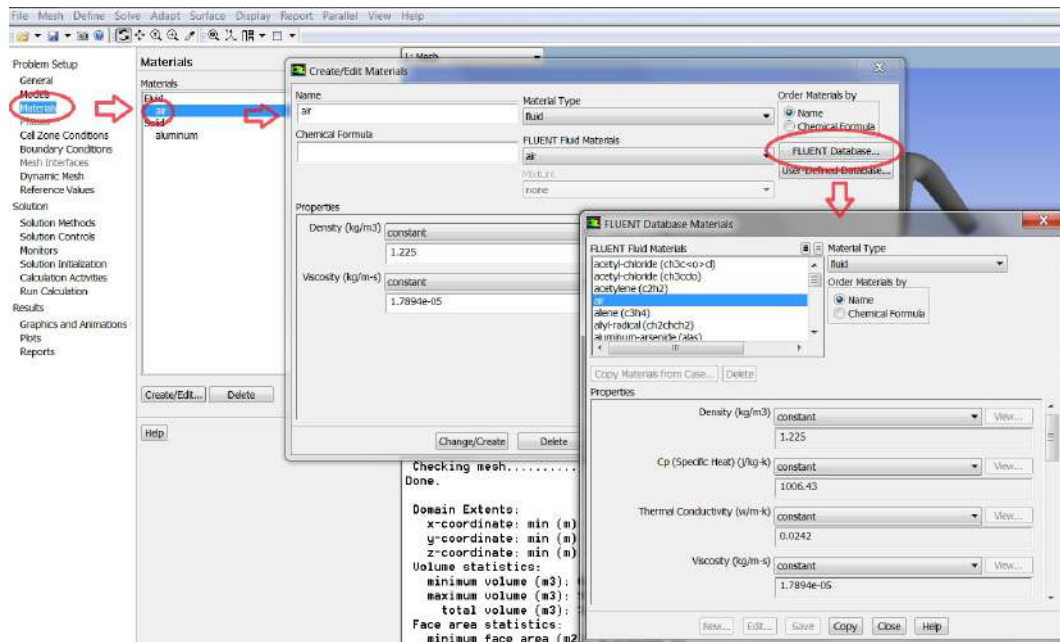 File Mesh Define Solve Adapt Surface Display Report Parallel View Help
Problem Setup
General
Models
Materials
Phases
Cell Zone Conditions
Boundary Conditions
Mesh Interfaces
Dynamic Mesh
Reference Values
Solution
Solution Methods
Solution Controls
Monitors
Solution Initialization
Calculation Activities
Run Calculation
Results
Graphics and Animations
Plots
Reports
Materials
Materials
Fluid
air
Solid
aluminum
Create/Edit... Delete
Help
1: Mesh
Create/Edit Materials
Name
air
Chemical Formula
Material Type
fluid
FLUENT Fluid Materials
air
Mixture
none
Order Materials by
Name
Chemical Formula
FLUENT Database...
User-Defined Database...
Properties
Density (kg/m3) constant
1.225
Viscosity (kg/m-s) constant
1.7894e-05
Change/Create Delete
FLUENT Database Materials
FLUENT Fluid Materials
acetyl-chloride (ch3c<o>cl)
acetyl-chloride (ch3cclo)
acetylene (c2h2)
air
allene (c3h4)
allyl-radical (ch2chch2)
aluminum-arsenide (alas)
Material Type
fluid
Order Materials by
Name
Chemical Formula
Copy Materials from Case... Delete
Properties
Density (kg/m3) constant View...
1.225
Cp (Specific Heat) (j/kg-k) constant View...
1006.43
Thermal Conductivity (w/m-k) constant View...
0.0242
Viscosity (kg/m-s) constant View...
1.7894e-05
New... Edit... Save Copy Close Help
Checking mesh..........
Done.
Domain Extents:
x-coordinate: min (m)
y-coordinate: min (m)
z-coordinate: min (m)
Volume statistics:
minimum volume (m3):
maximum volume (m3):
total volume (m3):
Face area statistics:
minimum face area (m2